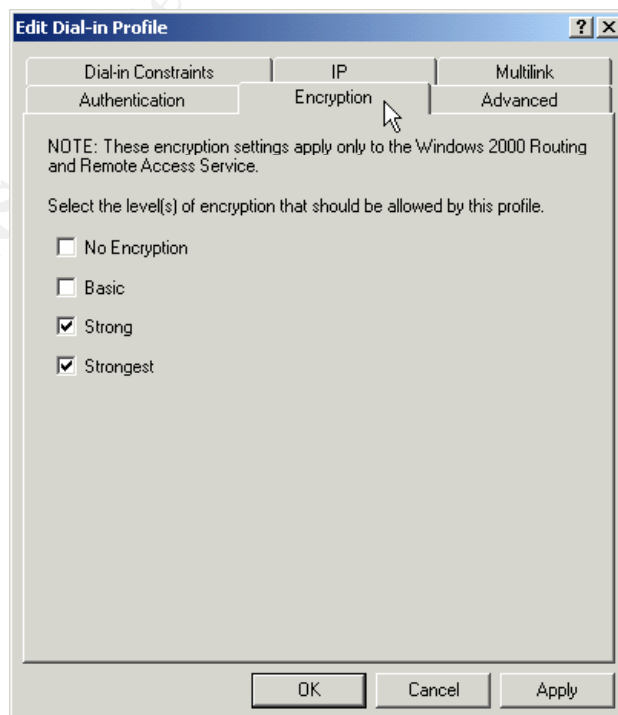 Edit Dial-in Profile
Dial-in Constraints
IP
Multilink
Authentication
Encryption
Advanced
NOTE: These encryption settings apply only to the Windows 2000 Routing
and Remote Access Service.
Select the level(s) of encryption that should be allowed by this profile.
No Encryption
Basic
Strong
Strongest
OK
Cancel
Apply